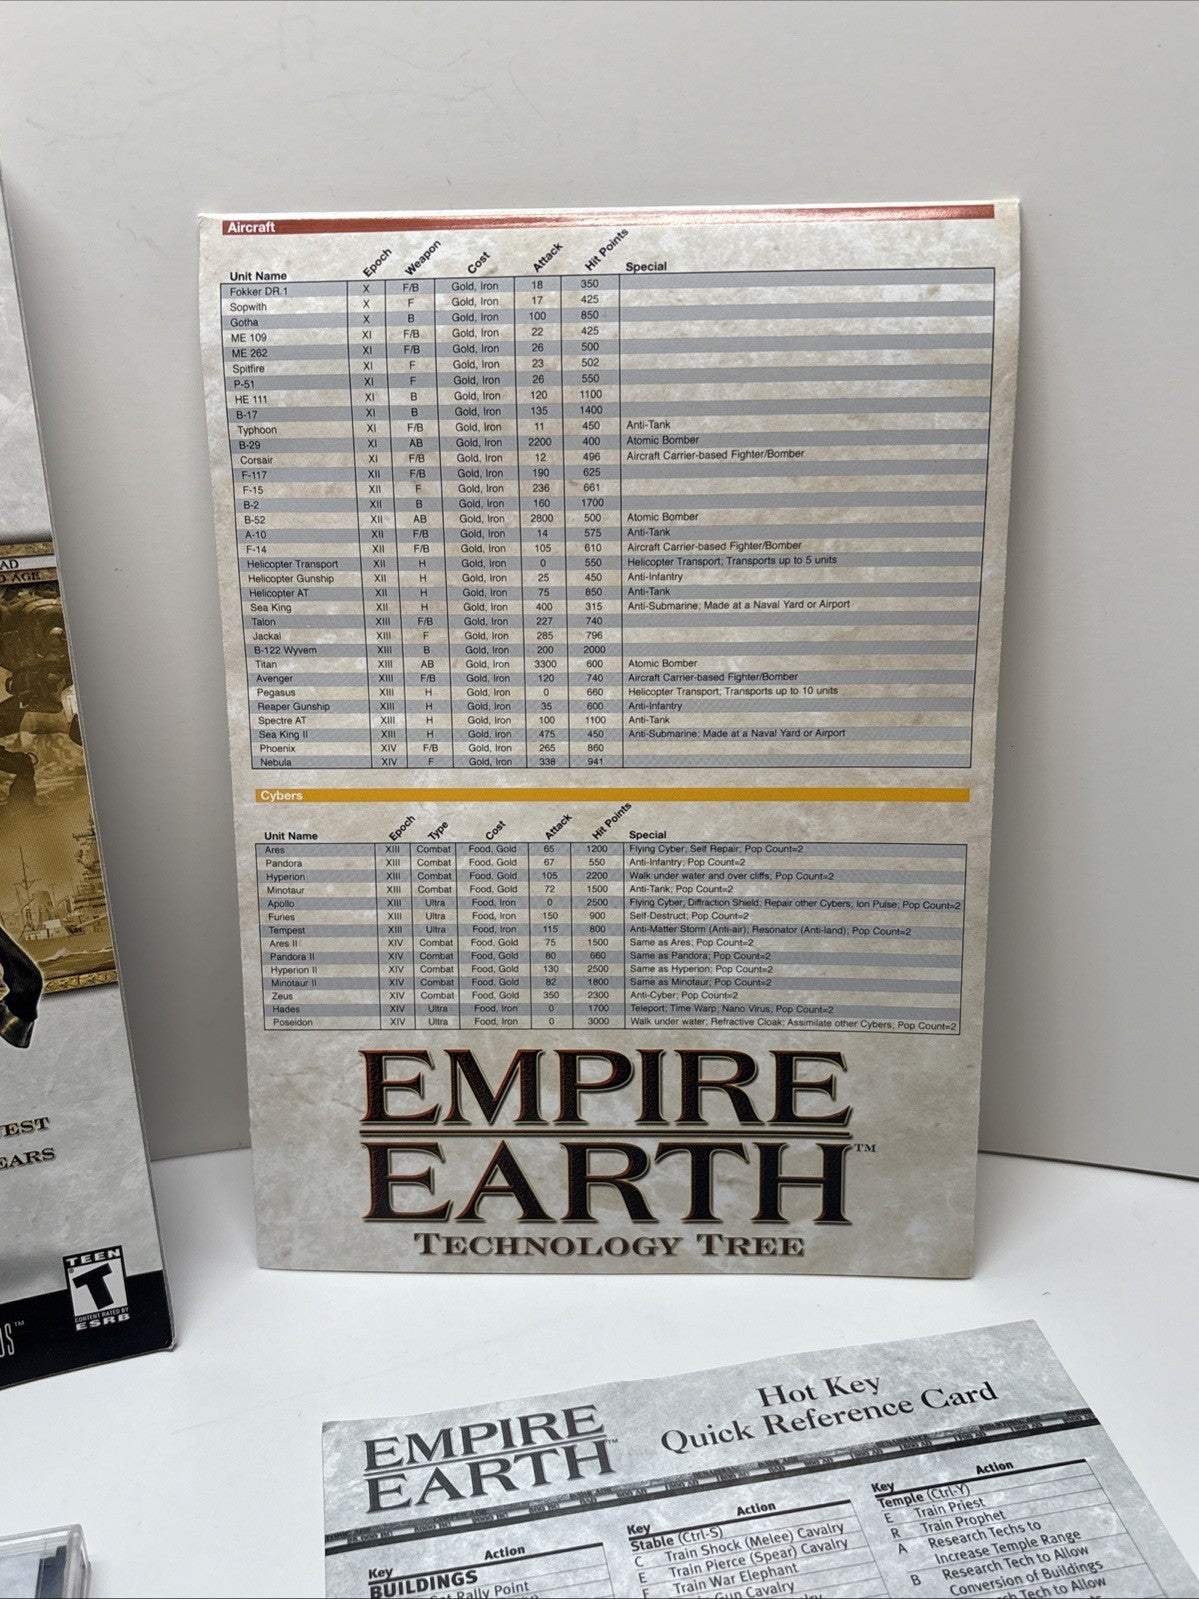 Aircraft
Unit Name Epoch Weapon Cost Attack Hit Points Special
Fokker DR.1 X F/B Gold, Iron 18 350
Sopwith X F Gold, Iron 17 425
Gotha X B Gold, Iron 100 850
ME 109 XI F/B Gold, Iron 22 425
ME 262 XI F/B Gold, Iron 26 500
Spitfire XI F Gold, Iron 23 502
P-51 XI F Gold, Iron 26 550
HE 111 XI B Gold, Iron 120 1100
B-17 XI B Gold, Iron 135 1400
Typhoon XI F/B Gold, Iron 11 450 Anti-Tank
B-29 XI AB Gold, Iron 2200 400 Atomic Bomber
Corsair XI F/B Gold, Iron 12 496 Aircraft Carrier-based Fighter/Bomber
F-117 XII F/B Gold, Iron 190 625
F-15 XII F Gold, Iron 236 661
B-2 XII B Gold, Iron 160 1700
B-52 XII AB Gold, Iron 2800 500 Atomic Bomber
A-10 XII F/B Gold, Iron 14 575 Anti-Tank
F-14 XII F/B Gold, Iron 105 610 Aircraft Carrier-based Fighter/Bomber
Helicopter Transport XII H Gold, Iron 0 550 Helicopter Transport; Transports up to 5 units
Helicopter Gunship XII H Gold, Iron 25 450 Anti-Infantry
Helicopter AT XII H Gold, Iron 75 850 Anti-Tank
Sea King XII H Gold, Iron 400 315 Anti-Submarine; Made at a Naval Yard or Airport
Talon XIII F/B Gold, Iron 227 740
Jackal XIII F Gold, Iron 285 796
B-122 Wyvern XIII B Gold, Iron 200 2000
Titan XIII AB Gold, Iron 3300 600 Atomic Bomber
Avenger XIII F/B Gold, Iron 120 740 Aircraft Carrier-based Fighter/Bomber
Pegasus XIII H Gold, Iron 0 660 Helicopter Transport; Transports up to 10 units
Reaper Gunship XIII H Gold, Iron 35 600 Anti-Infantry
Spectre AT XIII H Gold, Iron 100 1100 Anti-Tank
Sea King II XIII H Gold, Iron 475 450 Anti-Submarine; Made at a Naval Yard or Airport
Phoenix XIV F/B Gold, Iron 265 860
Nebula XIV F Gold, Iron 338 941
Cybers
Unit Name Epoch Type Cost Attack Hit Points Special
Ares XIII Combat Food, Gold 65 1200 Flying Cyber; Self Repair; Pop Count=2
Pandora XIII Combat Food, Gold 67 550 Anti-Infantry; Pop Count=2
Hyperion XIII Combat Food, Gold 105 2200 Walk under water and over cliffs; Pop Count=2
Minotaur XIII Combat Food, Gold 72 1500 Anti-Tank; Pop Count=2
Apollo XIII Ultra Food, Iron 0 2500 Flying Cyber, Diffraction Shield; Repair other Cybers; Ion Pulse; Pop Count=2
Furies XIII Ultra Food, Iron 150 900 Self-Destruct; Pop Count=2
Tempest XIII Ultra Food, Iron 115 800 Anti-Matter Storm (Anti-air); Resonator (Anti-land); Pop Count=2
Ares II XIV Combat Food, Gold 75 1500 Same as Ares; Pop Count=2
Pandora II XIV Combat Food, Gold 80 660 Same as Pandora; Pop Count=2
Hyperion II XIV Combat Food, Gold 130 2500 Same as Hyperion; Pop Count=2
Minotaur II XIV Combat Food, Gold 82 1800 Same as Minotaur; Pop Count=2
Zeus XIV Combat Food, Gold 350 2300 Anti-Cyber; Pop Count=2
Hades XIV Ultra Food, Iron 0 1700 Teleport; Time Warp; Nano Virus; Pop Count=2
Poseidon XIV Ultra Food, Iron 0 3000 Walk under water; Refractive Cloak; Assimilate other Cybers; Pop Count=2
EMPIRE
EARTH™
TECHNOLOGY TREE
AD
AGE
EST
EARS
TEEN
T
CONTENT RATED BY
ESRB
EMPIRE
EARTH™
Hot Key
Quick Reference Card
Key Action
BUILDINGS
Rally Point
Key Action
Stable (Ctrl-S)
C Train Shock (Melee) Cavalry
E Train Pierce (Spear) Cavalry
F Train War Elephant
Gun Cavalry
Key Action
Temple (Ctrl-Y)
E Train Priest
R Train Prophet
A Research Techs to
Increase Temple Range
B Research Tech to Allow
Conversion of Buildings
Tech to Allow